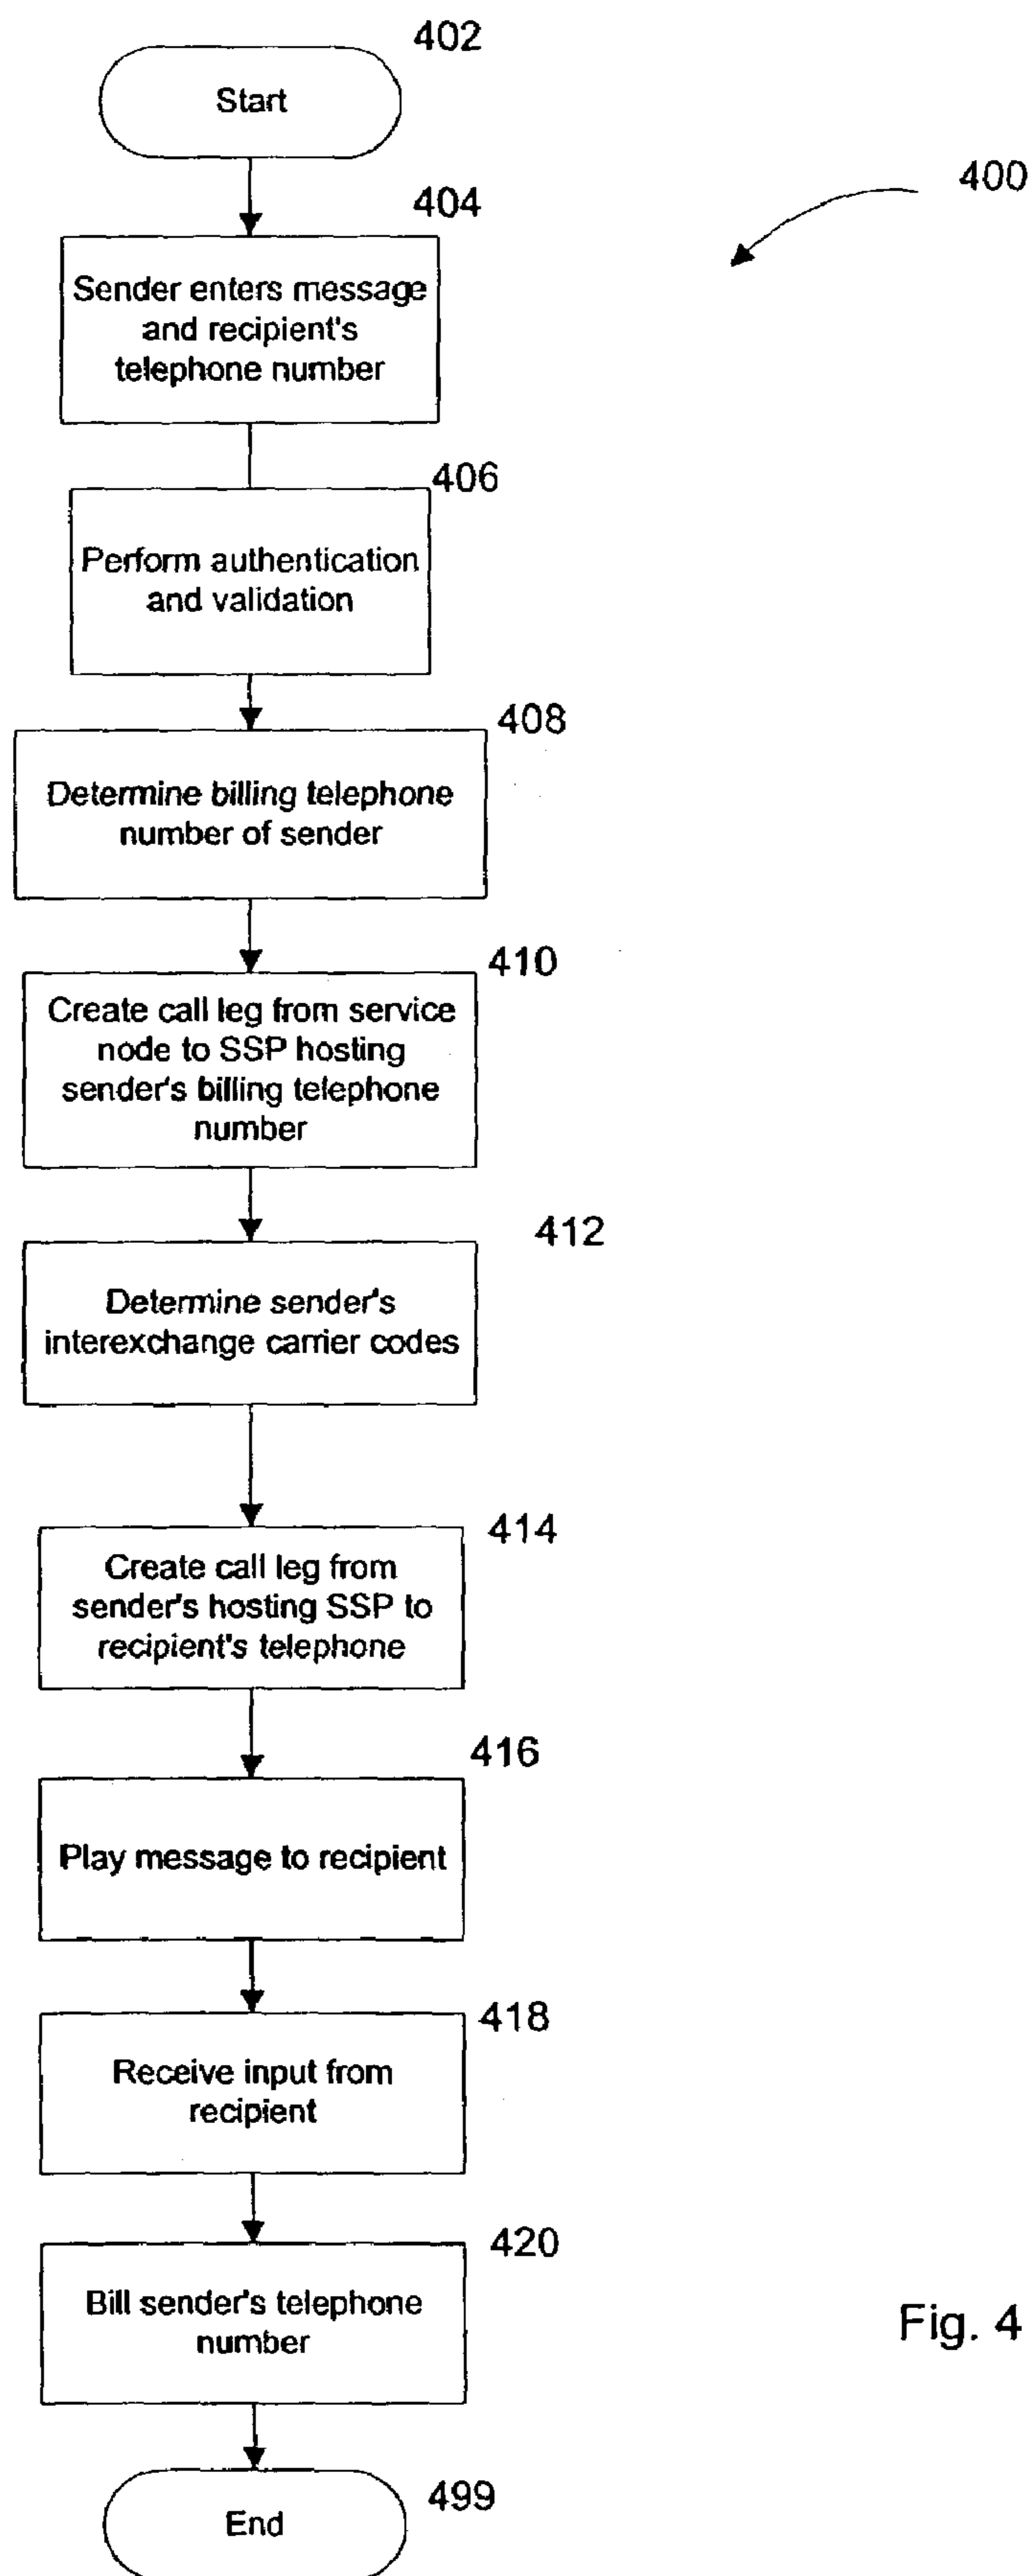 402
Start
400
404
Sender enters message
and recipient's
telephone number
406
Perform authentication
and validation
408
Determine billing telephone
number of sender
410
Create call leg from service
node to SSP hosting
sender's billing telephone
number
412
Determine sender's
interexchange carrier codes
414
Create call leg from
sender's hosting SSP to
recipient's telephone
416
Play message to recipient
418
Receive input from
recipient
420
Bill sender's telephone
number
Fig. 4
499
End